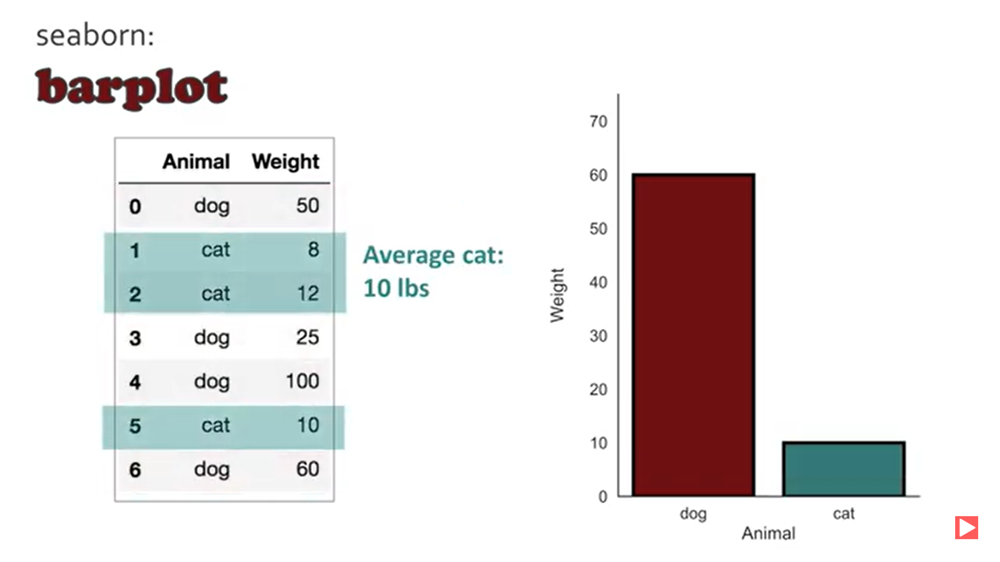 seaborn:
barplot
Animal Weight
0 dog 50
1 cat 8
2 cat 12
3 dog 25
4 dog 100
5 cat 10
6 dog 60
Average cat:
10 lbs
Weight
70
60
50
40
30
20
10
0
dog cat
Animal